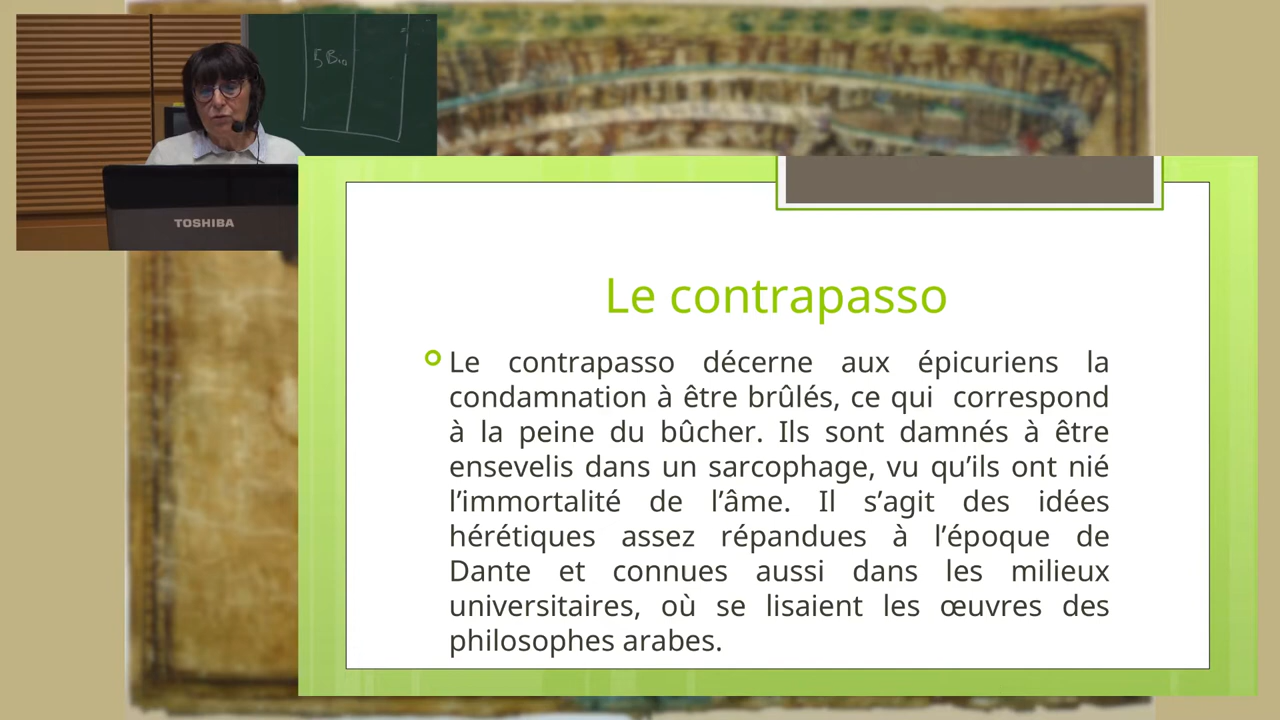 5 Bio
TOSHIBA
Le contrapasso
Le contrapasso décerne aux épicuriens la
condamnation à être brûlés, ce qui  correspond
à la peine du bûcher. Ils sont damnés à être
ensevelis dans un sarcophage, vu qu’ils ont nié
l’immortalité de l’âme. Il s’agit des idées
hérétiques assez répandues à l’époque de
Dante et connues aussi dans les milieux
universitaires, où se lisaient les œuvres des
philosophes arabes.